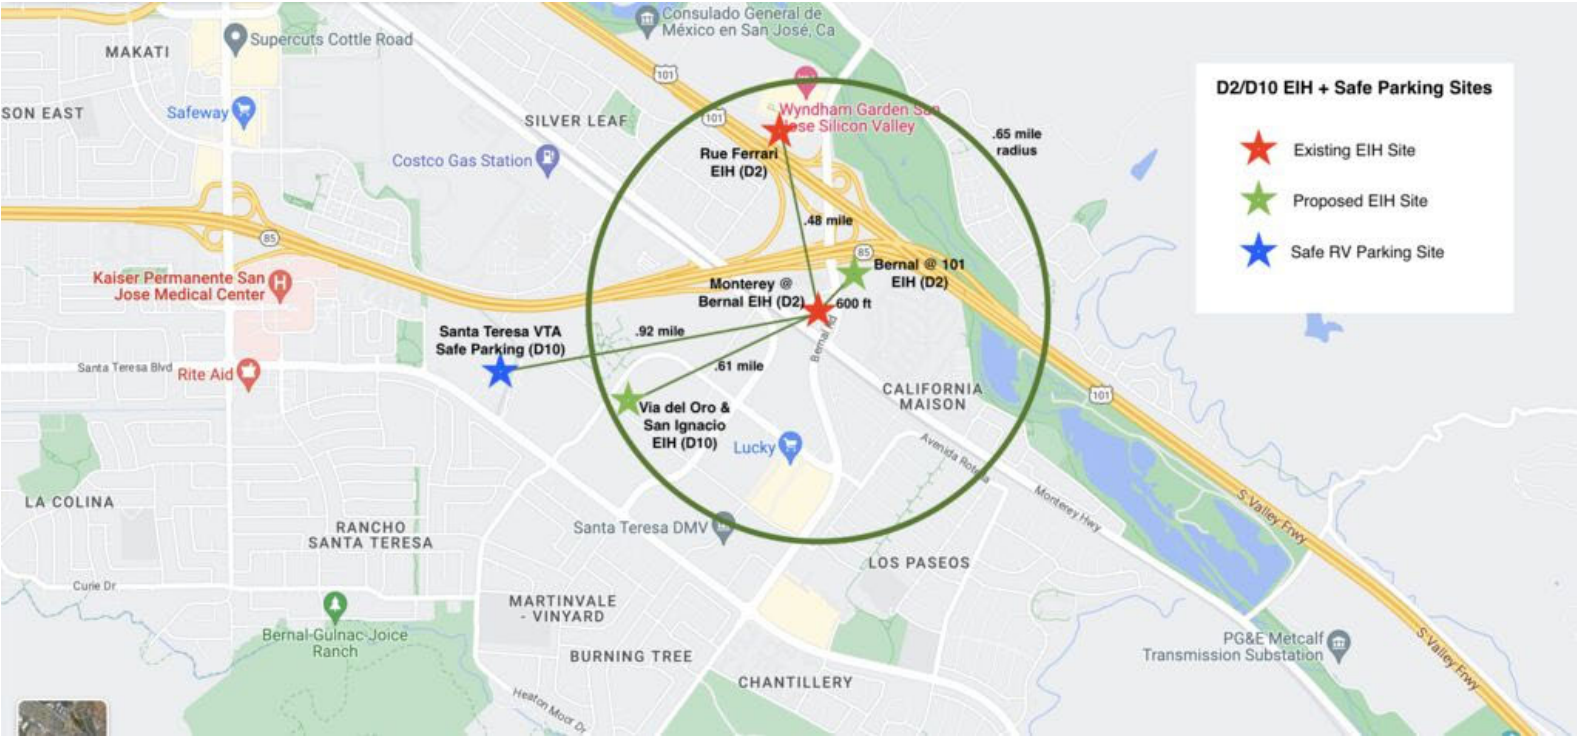 Consulado General de
México en San José, Ca
Supercuts Cottle Road
MAKATI
101
D2/D10 EIH + Safe Parking Sites
Safeway
SON EAST
SILVER LEAF
101
Wyndham Garden San
Jose Silicon Valley
.65 mile
radius
Existing EIH Site
Costco Gas Station
Rue Ferrari
EIH (D2)
Proposed EIH Site
.48 mile
85
85
Safe RV Parking Site
Bernal @ 101
EIH (D2)
Kaiser Permanente San
Jose Medical Center
H
Monterey @
Bernal EIH (D2)
600 ft
Santa Teresa VTA
Safe Parking (D10)
.92 mile
Bernal Rd
Santa Teresa Blvd
Rite Aid
.61 mile
CALIFORNIA
MAISON
101
Via del Oro &
San Ignacio
EIH (D10)
Lucky
Avenida Rotella
LA COLINA
Monterey Hwy
S Valley Frwy
RANCHO
SANTA TERESA
Santa Teresa DMV
LOS PASEOS
Curie Dr
MARTINVALE
- VINYARD
Bernal-Gulnac-Joice
Ranch
BURNING TREE
PG&E Metcalf
Transmission Substation
S Valley Frwy
CHANTILLERY
Heaton Moor Dr